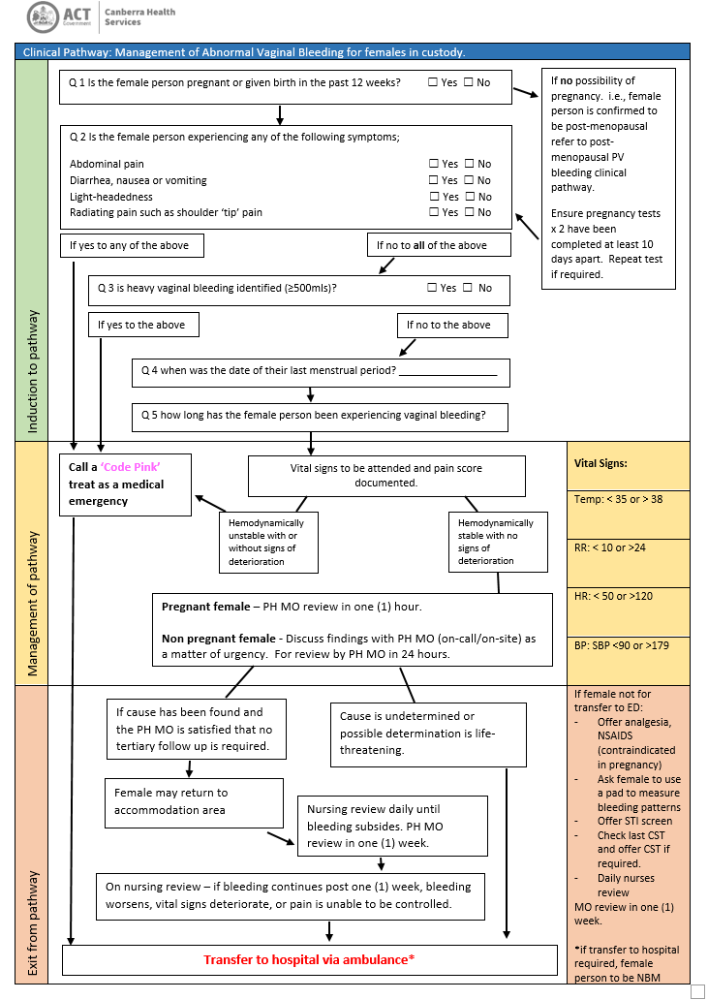 ACT
Government
Canberra Health
Services
Clinical Pathway: Management of Abnormal Vaginal Bleeding for females in custody.
Induction to pathway
Q 1 Is the female person pregnant or given birth in the past 12 weeks? ☐ Yes ☐ No
If no possibility of
pregnancy. i.e., female
person is confirmed to
be post-menopausal
refer to post-
menopausal PV
bleeding clinical
pathway.
Ensure pregnancy tests
x 2 have been
completed at least 10
days apart. Repeat test
if required.
Q 2 Is the female person experiencing any of the following symptoms;
Abdominal pain ☐ Yes ☐ No
Diarrhea, nausea or vomiting ☐ Yes ☐ No
Light-headedness ☐ Yes ☐ No
Radiating pain such as shoulder ‘tip’ pain ☐ Yes ☐ No
If yes to any of the above
If no to all of the above
Q 3 is heavy vaginal bleeding identified (≥500mls)? ☐ Yes ☐ No
If yes to the above
If no to the above
Q 4 when was the date of their last menstrual period? _________________
Q 5 how long has the female person been experiencing vaginal bleeding?
Management of pathway
Call a ‘Code Pink’
treat as a medical
emergency
Vital signs to be attended and pain score
documented.
Hemodynamically
unstable with or
without signs of
deterioration
Hemodynamically
stable with no
signs of
deterioration
Pregnant female – PH MO review in one (1) hour.
Non pregnant female - Discuss findings with PH MO (on-call/on-site) as
a matter of urgency. For review by PH MO in 24 hours.
Vital Signs:
Temp: < 35 or > 38
RR: < 10 or >24
HR: < 50 or >120
BP: SBP <90 or >179
Exit from pathway
If cause has been found and
the PH MO is satisfied that no
tertiary follow up is required.
Cause is undetermined or
possible determination is life-
threatening.
Female may return to
accommodation area
Nursing review daily until
bleeding subsides. PH MO
review in one (1) week.
On nursing review – if bleeding continues post one (1) week, bleeding
worsens, vital signs deteriorate, or pain is unable to be controlled.
Transfer to hospital via ambulance*
If female not for
transfer to ED:
- Offer analgesia,
NSAIDS
(contraindicated
in pregnancy)
- Ask female to use
a pad to measure
bleeding patterns
- Offer STI screen
- Check last CST
and offer CST if
required.
- Daily nurses
review
MO review in one (1)
week.
*if transfer to hospital
required, female
person to be NBM